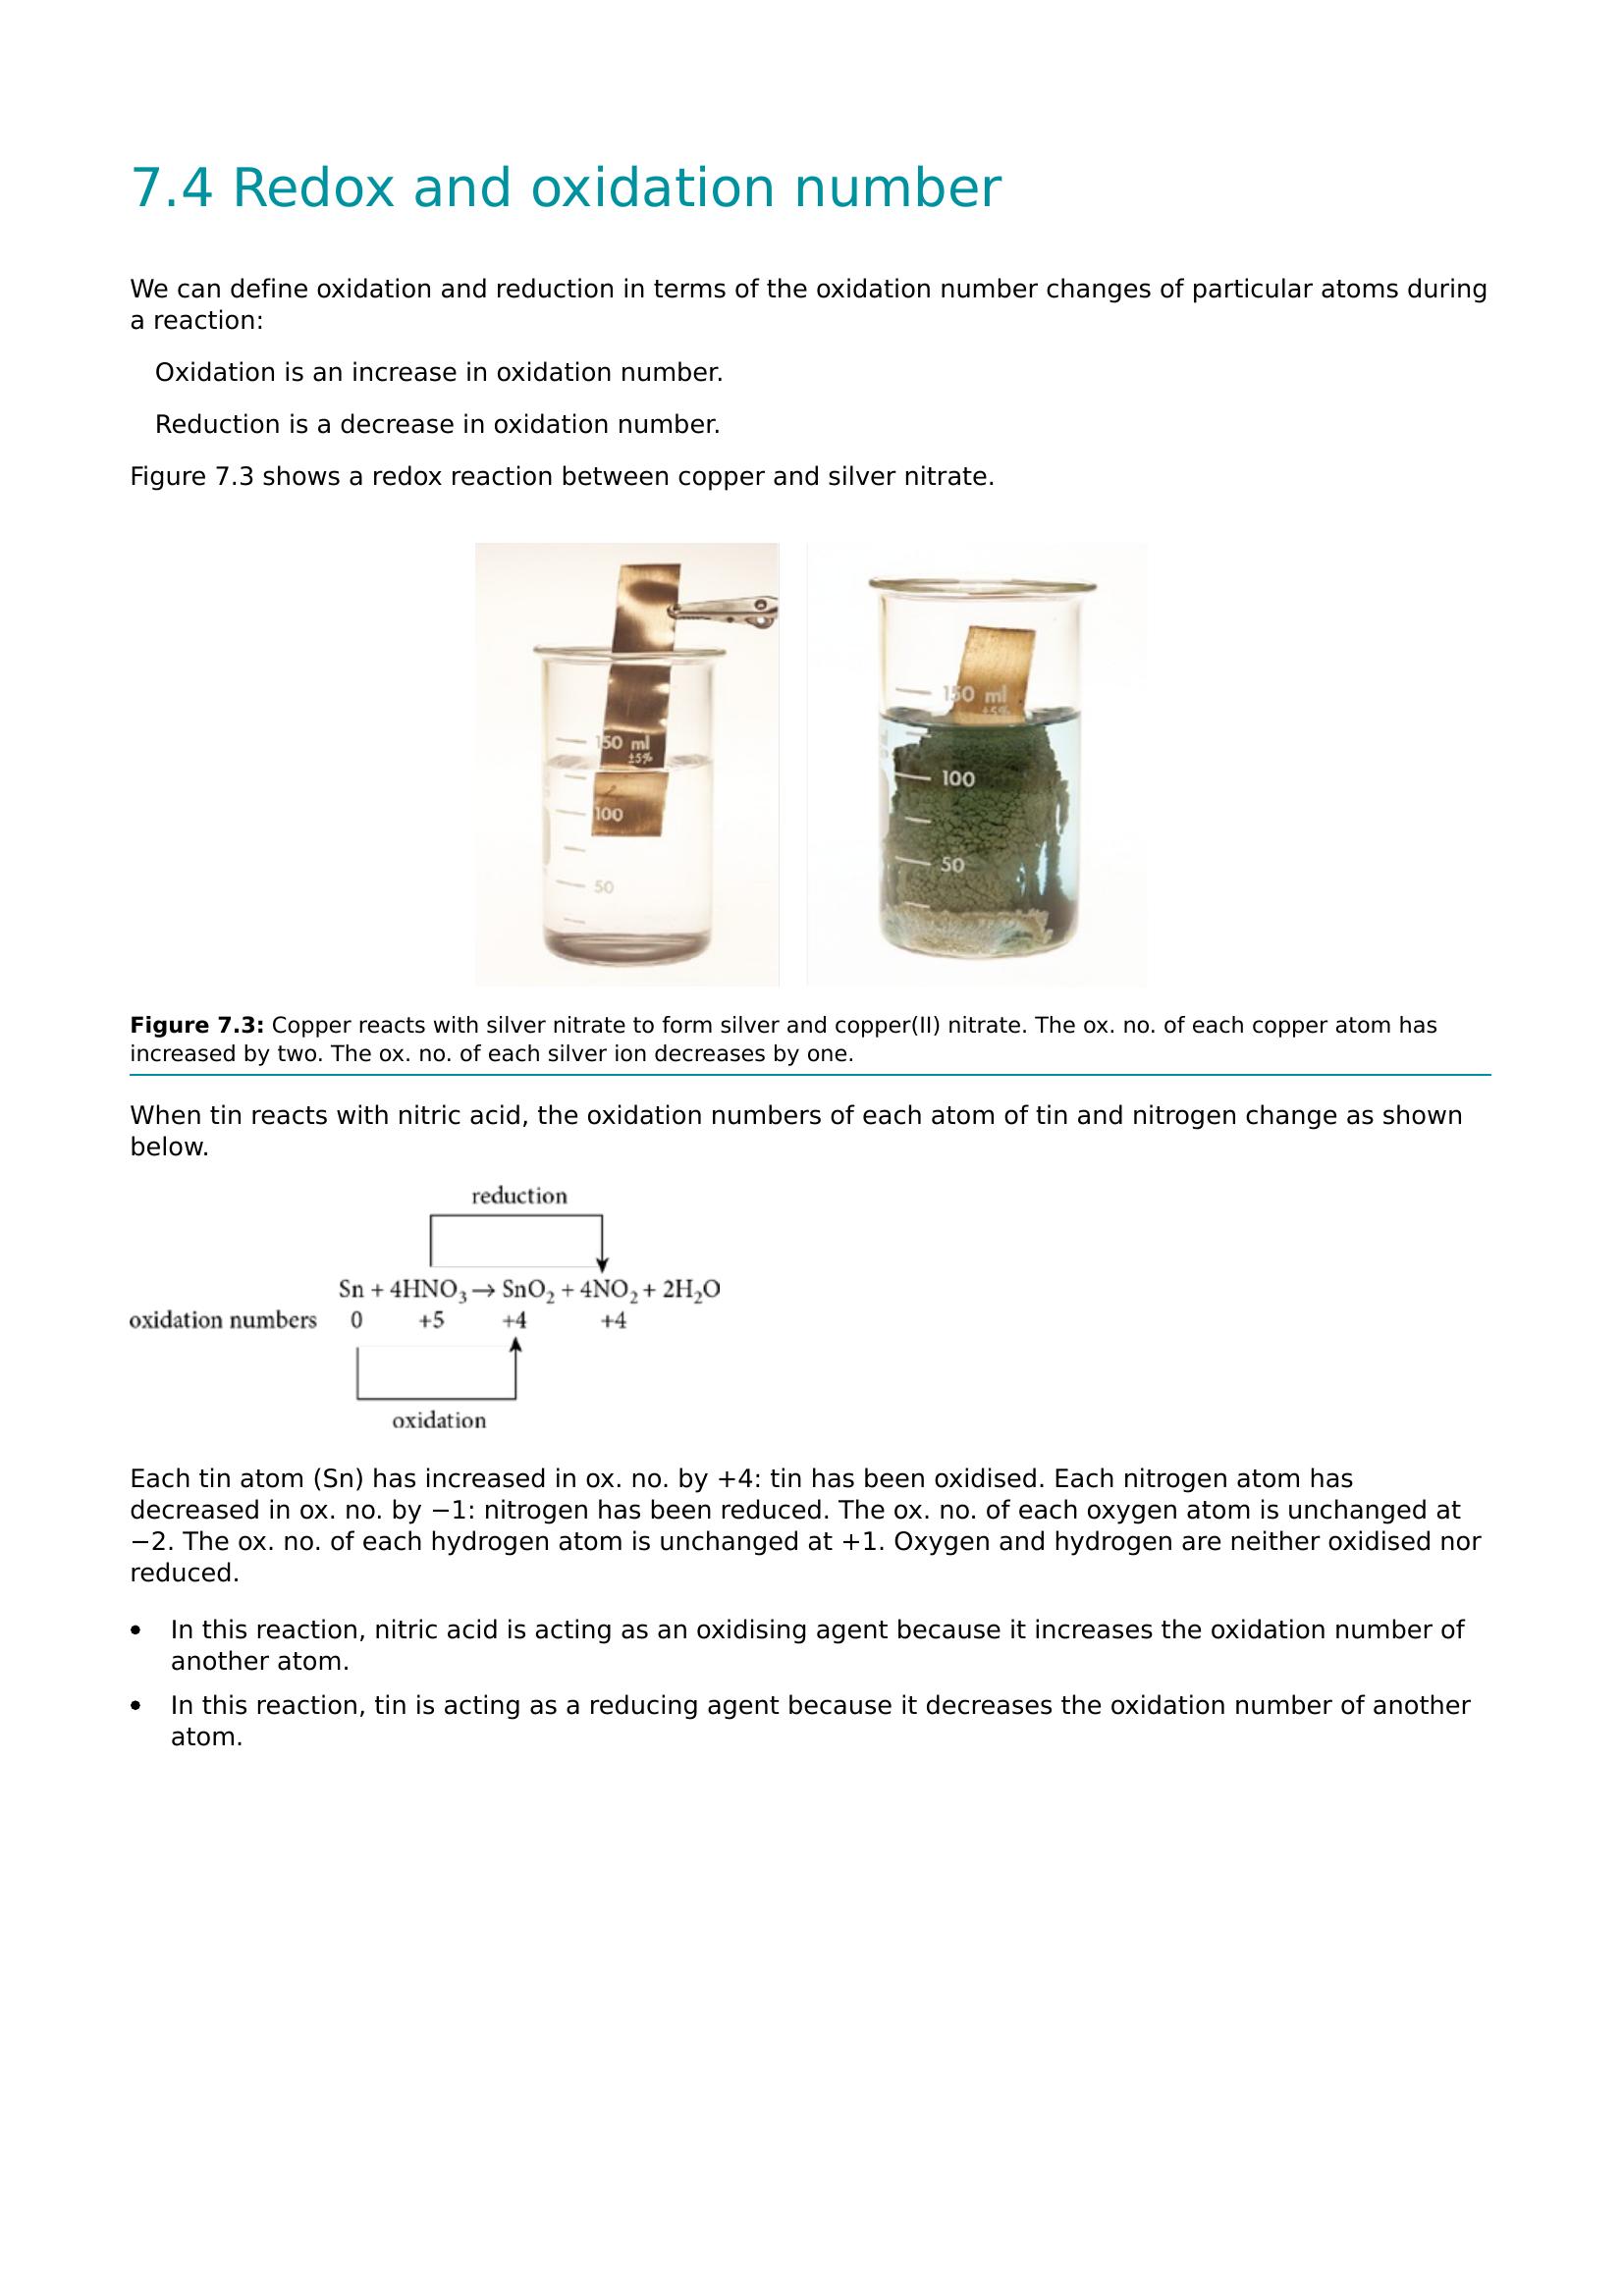 7.4 Redox and oxidation number
We can define oxidation and reduction in terms of the oxidation number changes of particular atoms during
a reaction:
Oxidation is an increase in oxidation number.
Reduction is a decrease in oxidation number.
Figure 7.3 shows a redox reaction between copper and silver nitrate.
150 ml
±5%
100
50
150 ml
±5%
100
50
Figure 7.3: Copper reacts with silver nitrate to form silver and copper(II) nitrate. The ox. no. of each copper atom has
increased by two. The ox. no. of each silver ion decreases by one.
When tin reacts with nitric acid, the oxidation numbers of each atom of tin and nitrogen change as shown
below.
reduction
Sn + 4HNO₃ → SnO₂ + 4NO₂ + 2H₂O
oxidation numbers 0 +5 +4 +4
oxidation
Each tin atom (Sn) has increased in ox. no. by +4: tin has been oxidised. Each nitrogen atom has
decreased in ox. no. by −1: nitrogen has been reduced. The ox. no. of each oxygen atom is unchanged at
−2. The ox. no. of each hydrogen atom is unchanged at +1. Oxygen and hydrogen are neither oxidised nor
reduced.
• In this reaction, nitric acid is acting as an oxidising agent because it increases the oxidation number of
another atom.
• In this reaction, tin is acting as a reducing agent because it decreases the oxidation number of another
atom.